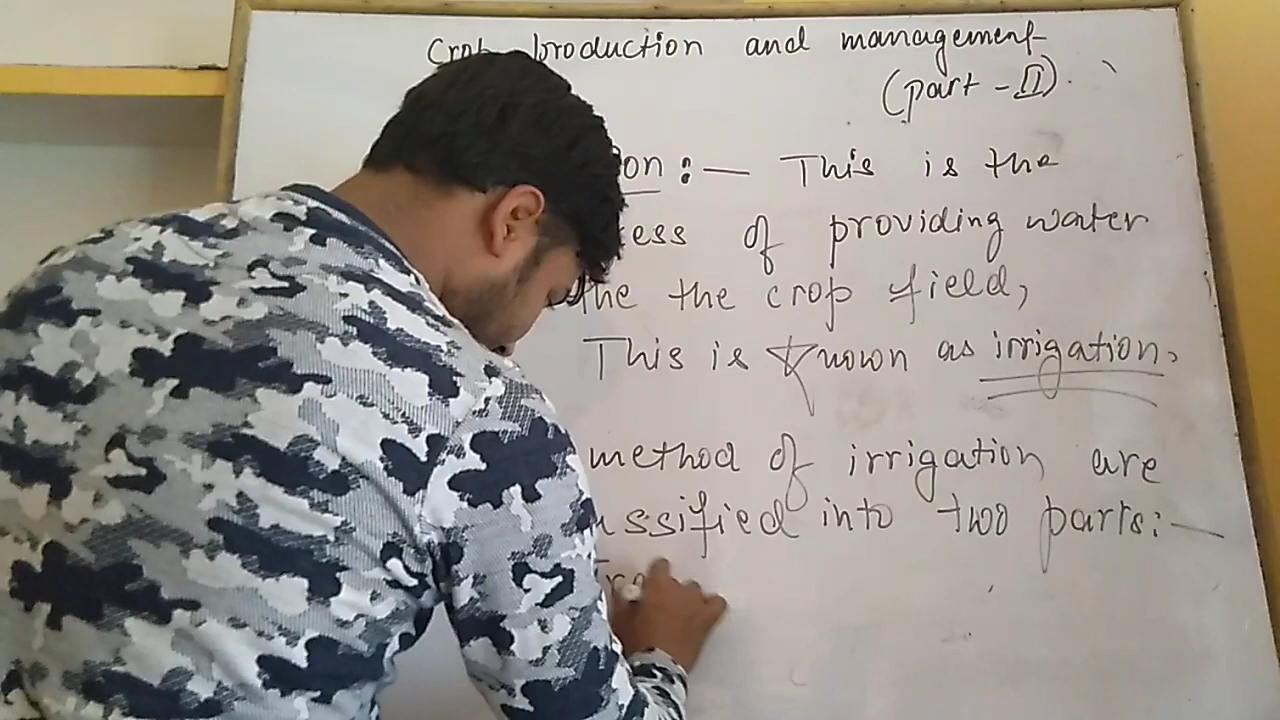 production and management
(part - II).
on :— This is the
ess of providing water
the the crop field,
This is known as irrigation.
method of irrigation are
ssified into two parts:—